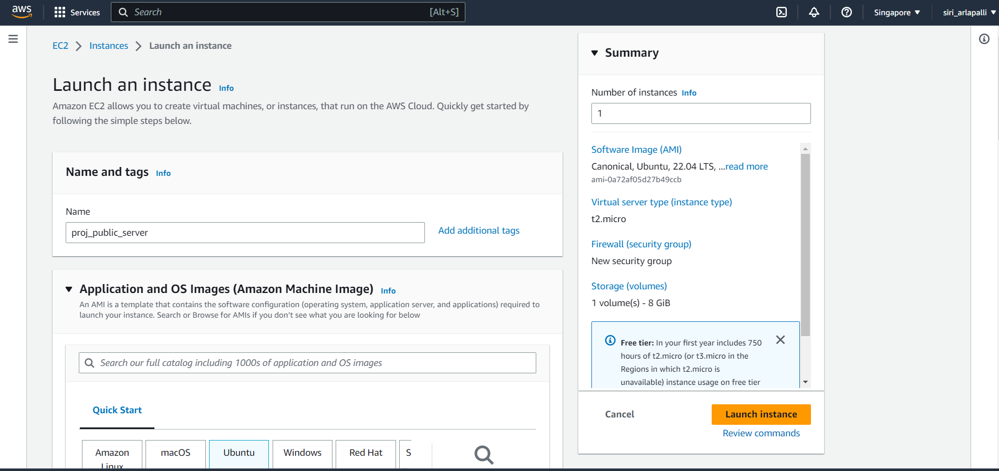 aws
Services
Search
[Alt+S]
Singapore
siri_arlapalli
EC2
Instances
Launch an instance
Launch an instance Info
Amazon EC2 allows you to create virtual machines, or instances, that run on the AWS Cloud. Quickly get started by
following the simple steps below.
Name and tags Info
Name
proj_public_server
Add additional tags
Application and OS Images (Amazon Machine Image) Info
An AMI is a template that contains the software configuration (operating system, application server, and applications) required to
launch your instance. Search or Browse for AMIs if you don't see what you are looking for below
Search our full catalog including 1000s of application and OS images
Quick Start
Amazon
Linux
macOS
Ubuntu
Windows
Red Hat
S
Summary
Number of instances Info
1
Software Image (AMI)
Canonical, Ubuntu, 22.04 LTS, ...read more
ami-0a72af05d27b49ccb
Virtual server type (instance type)
t2.micro
Firewall (security group)
New security group
Storage (volumes)
1 volume(s) - 8 GiB
Free tier: In your first year includes 750
hours of t2.micro (or t3.micro in the
Regions in which t2.micro is
unavailable) instance usage on free tier
Cancel
Launch instance
Review commands